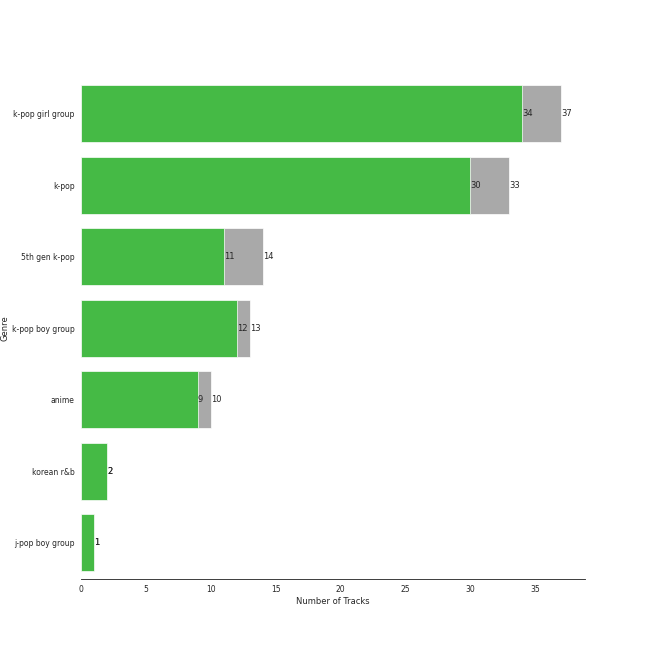 k-pop girl group 34 37
k-pop 30 33
5th gen k-pop 11 14
k-pop boy group 12 13
anime 9 10
korean r&b 2
j-pop boy group 1
Genre
0 5 10 15 20 25 30 35
Number of Tracks